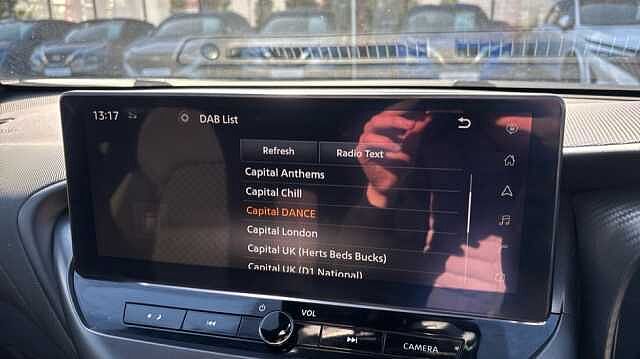 13:17 DAB List
Refresh Radio Text
Capital Anthems
Capital Chill
Capital DANCE
Capital London
Capital UK (Herts Beds Bucks)
Capital UK (D1 National)
VOL
CAMERA